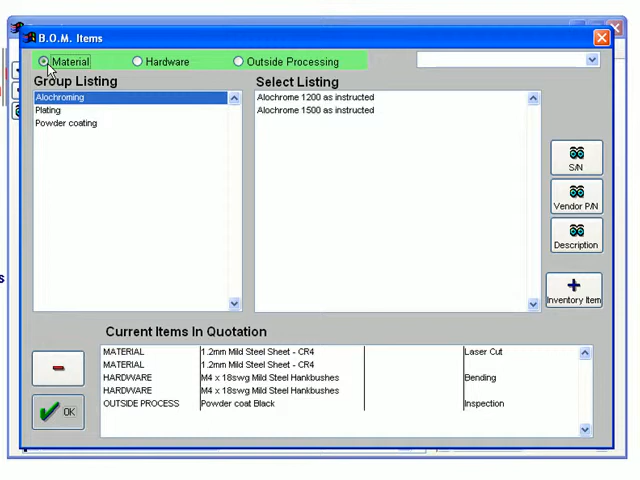 B.O.M. Items
Material Hardware Outside Processing
Group Listing Select Listing
Alochroming Alochrome 1200 as instructed
Plating Alochrome 1500 as instructed
Powder coating
S/N
Vendor P/N
Description
Inventory Item
Current Items In Quotation
MATERIAL 1.2mm Mild Steel Sheet - CR4 Laser Cut
MATERIAL 1.2mm Mild Steel Sheet - CR4
HARDWARE M4 x 18swg Mild Steel Hankbushes Bending
HARDWARE M4 x 18swg Mild Steel Hankbushes
OUTSIDE PROCESS Powder coat Black Inspection
OK